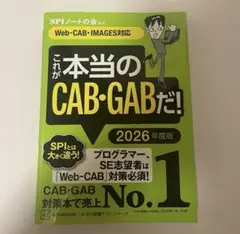 SPIノートの会 編著
Web-CAB・IMAGES対応
これが
本当の
CAB・GABだ!
2026年度版
SPIとは
大きく違う!
プログラマー、
SE志望者は
「Web-CAB」対策必須!
CAB・GAB
対策本で売上
No.1